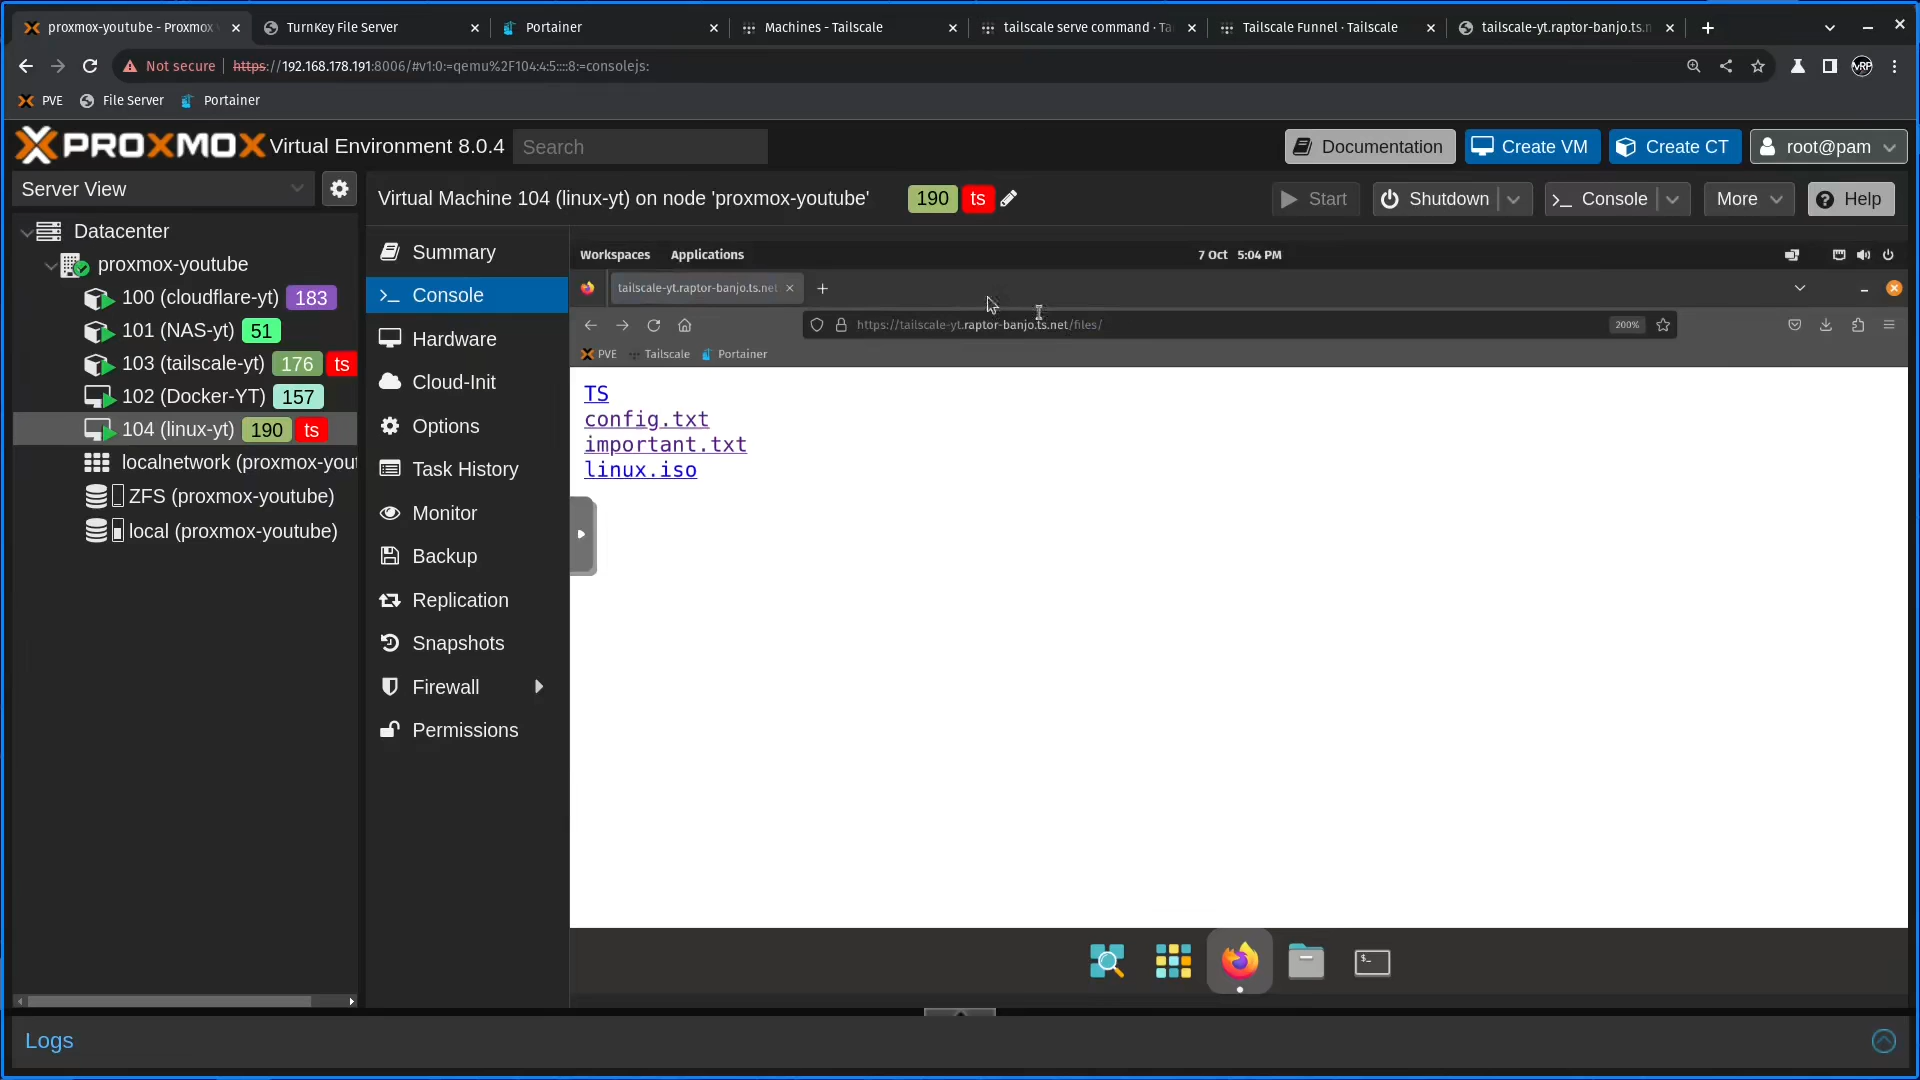 proxmox-youtube - Proxmox
TurnKey File Server
Portainer
Machines - Tailscale
tailscale serve command · Ta
Tailscale Funnel · Tailscale
tailscale-yt.raptor-banjo.ts.n
Not secure
https://192.168.178.191:8006/#v1:0:=qemu%2F104:4:5::::8:=consolejs:
VRP
PVE
File Server
Portainer
PROXMOX Virtual Environment 8.0.4
Search
Documentation
Create VM
Create CT
root@pam
Server View
Virtual Machine 104 (linux-yt) on node 'proxmox-youtube'
190
ts
Start
Shutdown
Console
More
Help
Datacenter
proxmox-youtube
100 (cloudflare-yt) 183
101 (NAS-yt) 51
103 (tailscale-yt) 176 ts
102 (Docker-YT) 157
104 (linux-yt) 190 ts
localnetwork (proxmox-yout
ZFS (proxmox-youtube)
local (proxmox-youtube)
Summary
Console
Hardware
Cloud-Init
Options
Task History
Monitor
Backup
Replication
Snapshots
Firewall
Permissions
Workspaces
Applications
7 Oct 5:04 PM
tailscale-yt.raptor-banjo.ts.net
https://tailscale-yt.raptor-banjo.ts.net/files/
200%
PVE
Tailscale
Portainer
TS
config.txt
important.txt
linux.iso
Logs